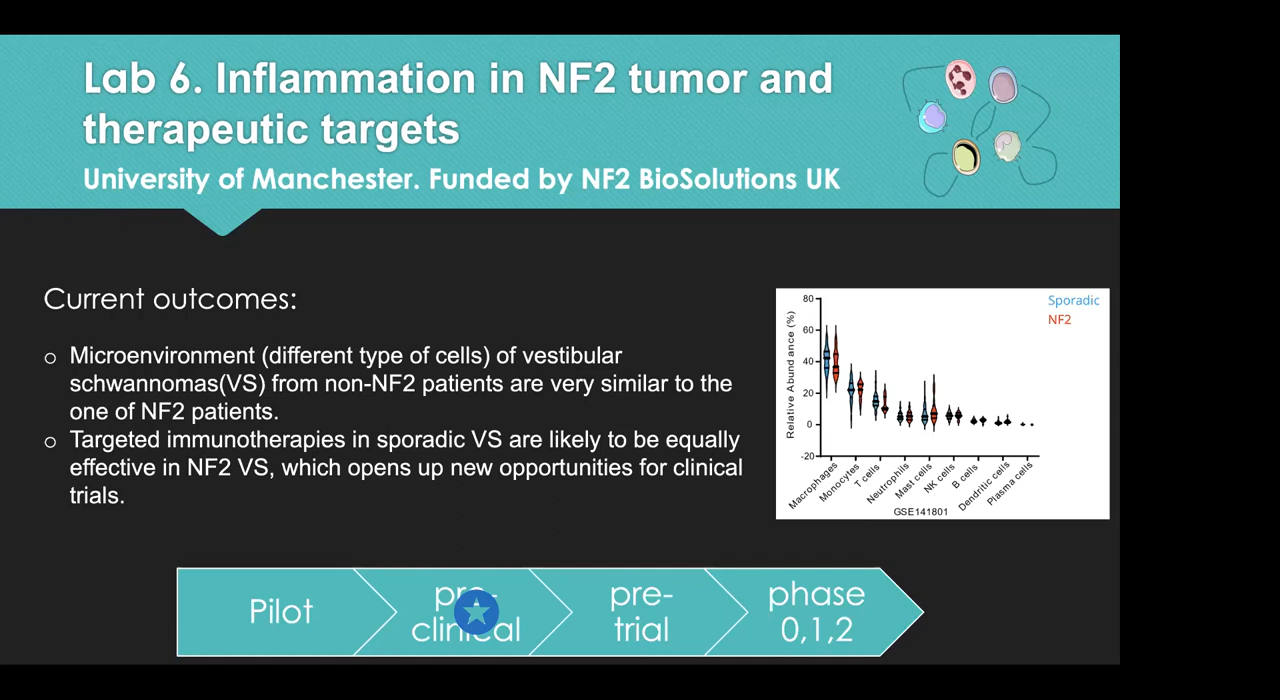 Lab 6. Inflammation in NF2 tumor and
therapeutic targets
University of Manchester. Funded by NF2 BioSolutions UK
Current outcomes:
o Microenvironment (different type of cells) of vestibular
schwannomas(VS) from non-NF2 patients are very similar to the
one of NF2 patients.
o Targeted immunotherapies in sporadic VS are likely to be equally
effective in NF2 VS, which opens up new opportunities for clinical
trials.
Sporadic
NF2
Relative Abundance (%)
80
60
40
20
0
-20
Macrophages
Monocytes
T cells
Neutrophils
Mast cells
NK cells
B cells
Dendritic cells
Plasma cells
GSE141801
Pilot
pre-
clinical
pre-
trial
phase
0,1,2